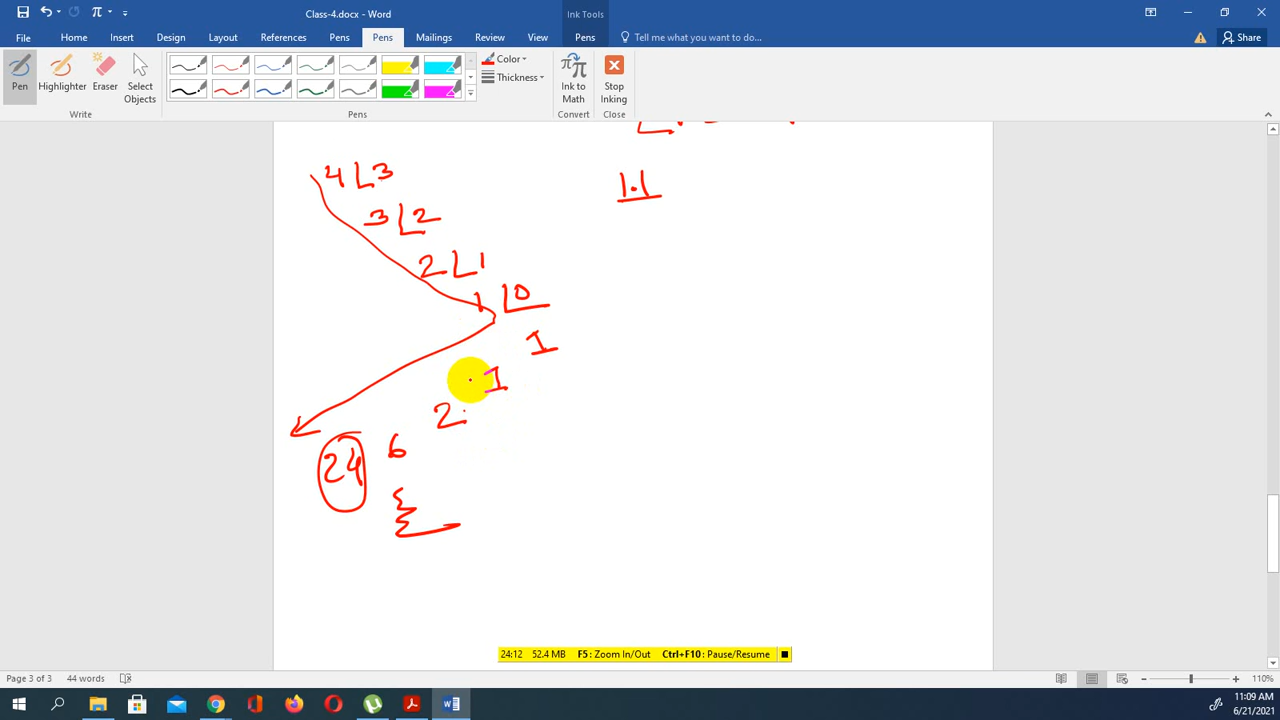 Class-4.docx - Word
Ink Tools
File Home Insert Design Layout References Pen Mailings Review View Pens Tell me what you want to do... Share
Pen Highlighter Eraser Select Objects
Color
Thickness
Ink to Math
Stop Inking
Write Pens Convert Close
4 3
1.1
3 2
2 1
1 0
1
1
2
24 6
24:12 52.4 MB F5: Zoom In/Out Ctrl+F10: Pause/Resume
Page 3 of 3 44 words 110%
11:09 AM
6/21/2021